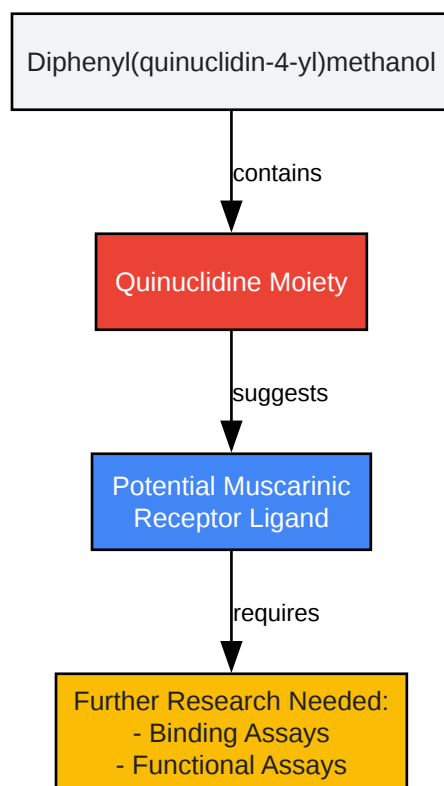 Diphenyl(quinuclidin-4-yl)methanol
contains
Quinuclidine Moiety
suggests
Potential Muscarinic
Receptor Ligand
requires
Further Research Needed:
- Binding Assays
- Functional Assays